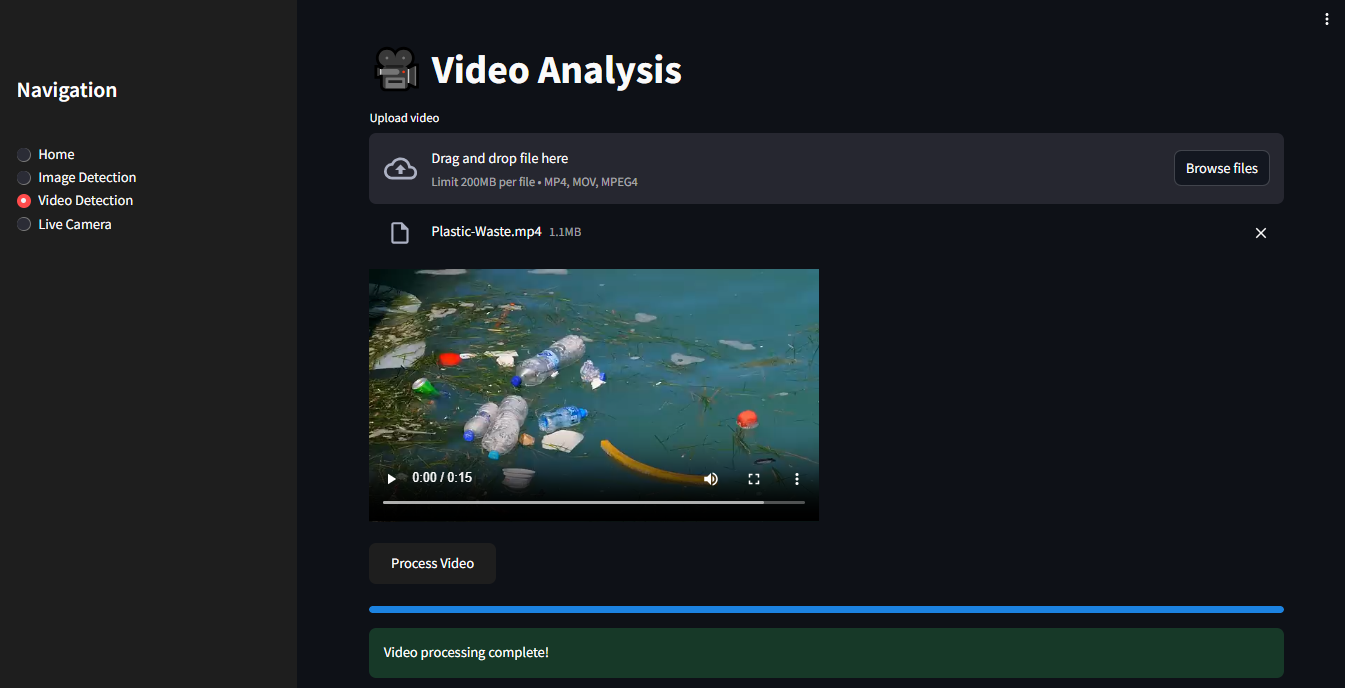 Navigation
Home
Image Detection
Video Detection
Live Camera
Video Analysis
Upload video
Drag and drop file here
Limit 200MB per file • MP4, MOV, MPEG4
Browse files
Plastic-Waste.mp4 1.1MB
0:00 / 0:15
Process Video
Video processing complete!